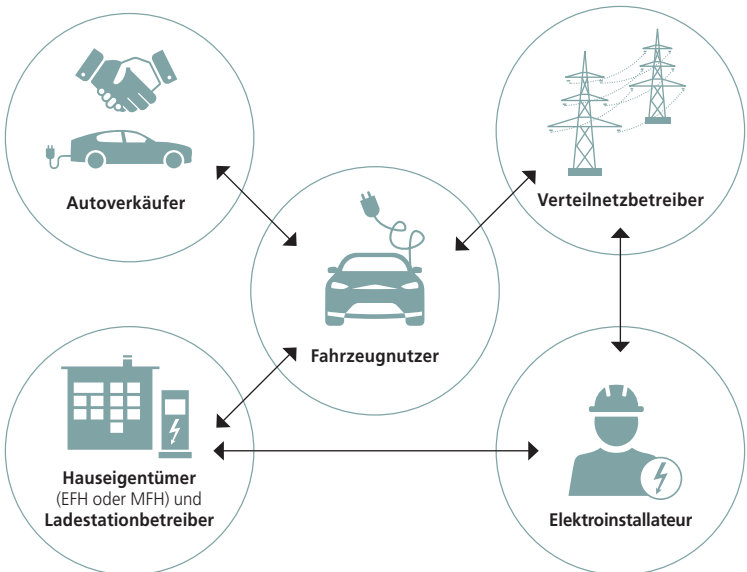 Autoverkäufer
Verteilnetzbetreiber
Fahrzeugnutzer
Hauseigentümer
(EFH oder MFH) und
Ladestationbetreiber
Elektroinstallateur